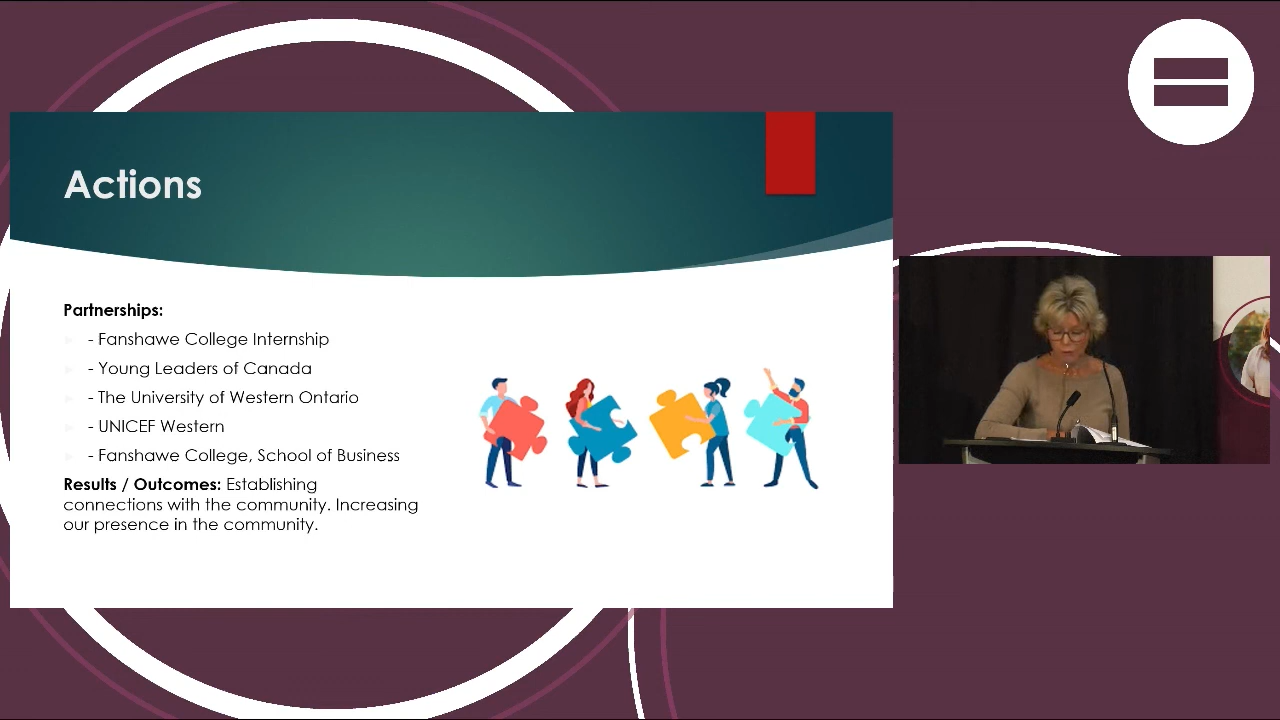 Actions
Partnerships:
- Fanshawe College Internship
- Young Leaders of Canada
- The University of Western Ontario
- UNICEF Western
- Fanshawe College, School of Business
Results / Outcomes: Establishing
connections with the community. Increasing
our presence in the community.